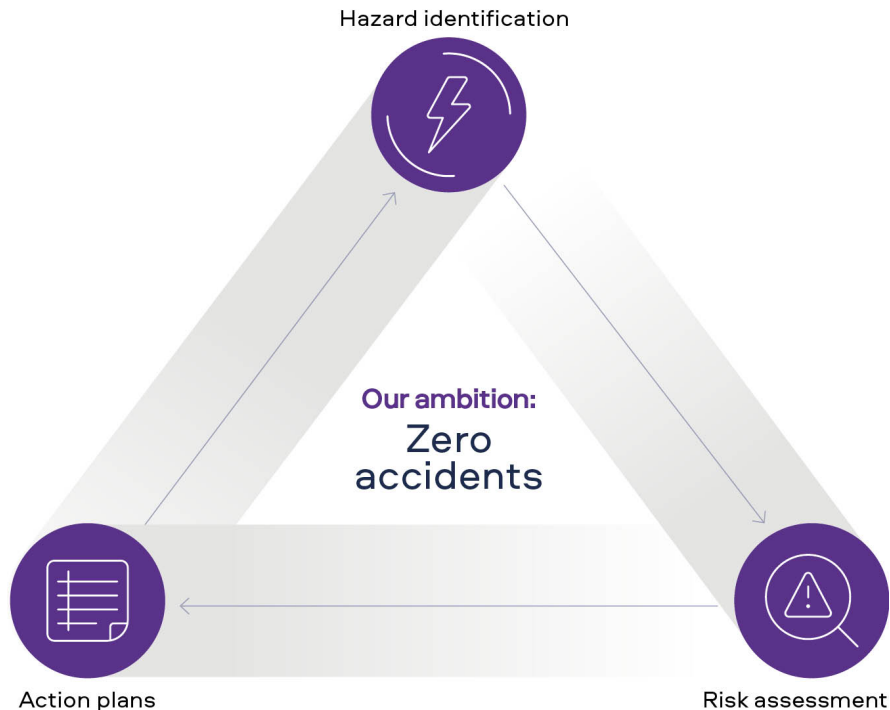 Hazard identification
Our ambition:
Zero
accidents
Action plans
Risk assessment